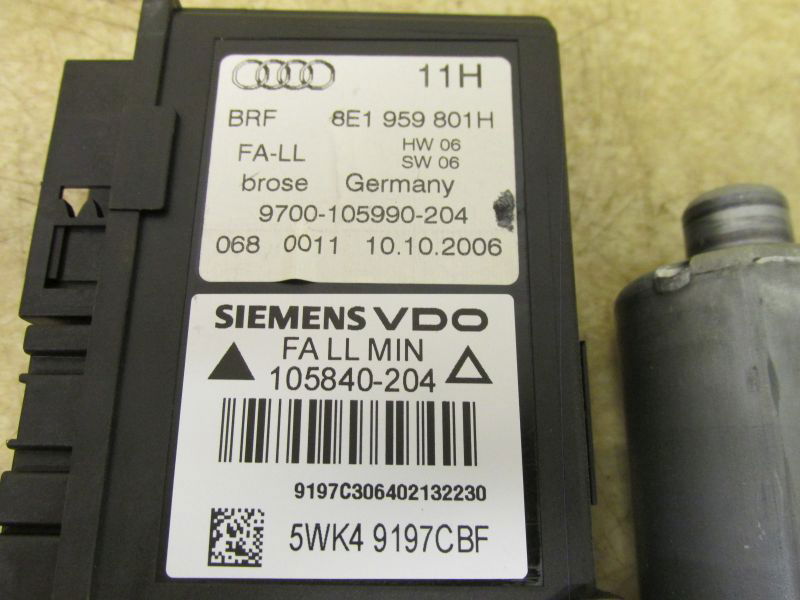 11H
BRF 8E1 959 801H
FA-LL HW 06
SW 06
brose Germany
9700-105990-204
068 0011 10.10.2006
SIEMENS VDO
FA LL MIN
105840-204
9197C306402132230
5WK4 9197CBF